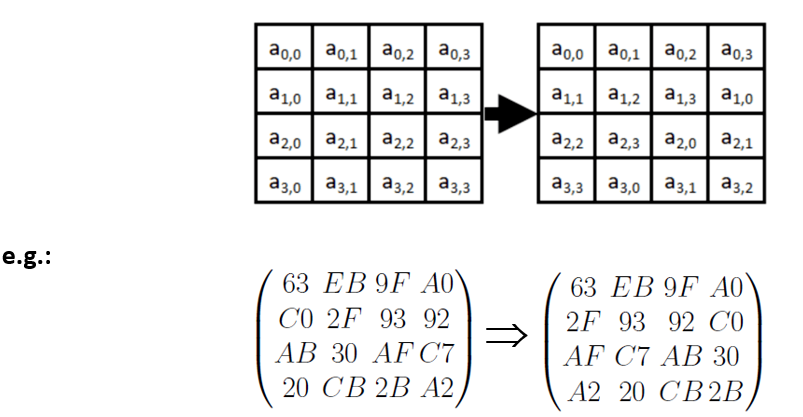 a0,0 a0,1 a0,2 a0,3 a0,0 a0,1 a0,2 a0,3
a1,0 a1,1 a1,2 a1,3 a1,1 a1,2 a1,3 a1,0
a2,0 a2,1 a2,2 a2,3 a2,2 a2,3 a2,0 a2,1
a3,0 a3,1 a3,2 a3,3 a3,3 a3,0 a3,1 a3,2
e.g.:
63 EB 9F A0 63 EB 9F A0
C0 2F 93 92 2F 93 92 C0
AB 30 AF C7 ⇒ AF C7 AB 30
20 CB 2B A2 A2 20 CB 2B